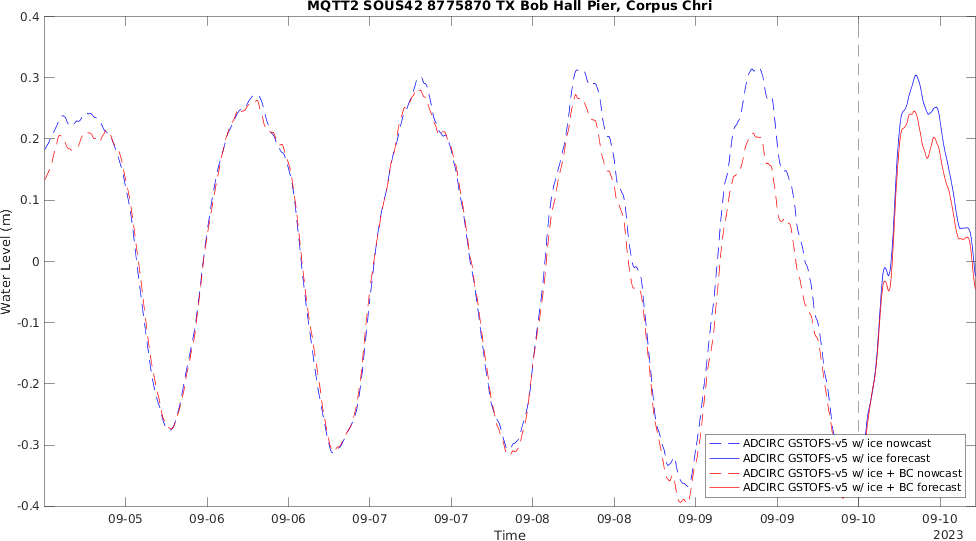 MQTT2 SOUS42 8775870 TX Bob Hall Pier, Corpus Chri
0.4
0.3
0.2
0.1
0
-0.1
-0.2
-0.3
-0.4
Water Level (m)
ADCIRC GSTOFS-v5 w/ ice nowcast
ADCIRC GSTOFS-v5 w/ ice forecast
ADCIRC GSTOFS-v5 w/ ice + BC nowcast
ADCIRC GSTOFS-v5 w/ ice + BC forecast
09-05 09-06 09-06 09-07 09-07 09-08 09-08 09-09 09-09 09-10 09-10
Time
2023